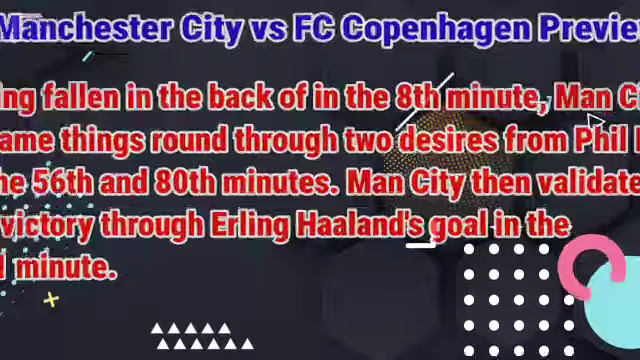 Manchester City vs FC Copenhagen Previe
ing fallen in the back of in the 8th minute, Man Ci
ame things round through two desires from Phil
he 56th and 80th minutes. Man City then validate
victory through Erling Haaland's goal in the
minute.